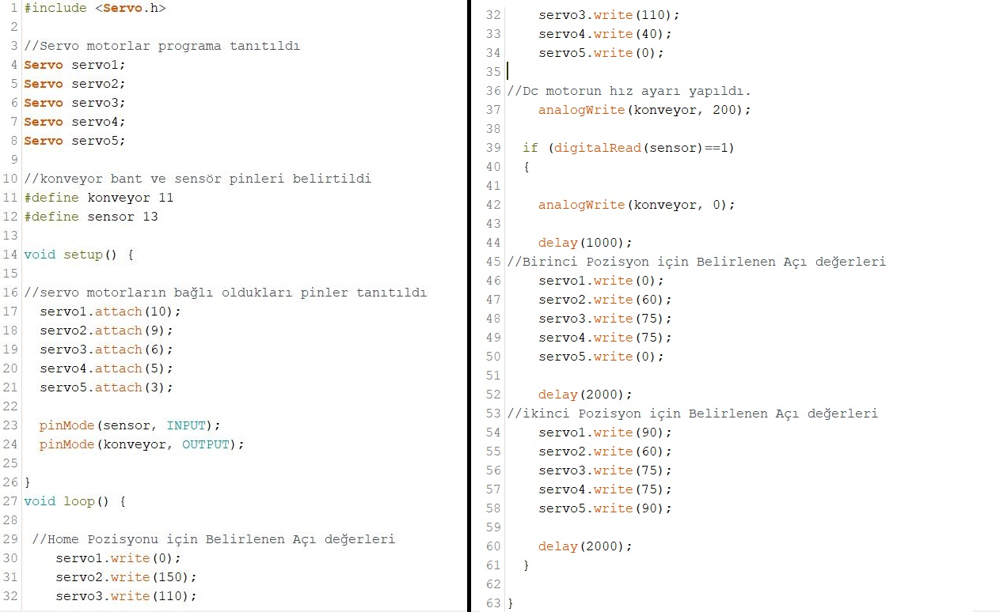 1 #include <Servo.h>
2
3 //Servo motorlar programa tanıtıldı
4 Servo servo1;
5 Servo servo2;
6 Servo servo3;
7 Servo servo4;
8 Servo servo5;
9
10 //konveyor bant ve sensör pinleri belirtildi
11 #define konveyor 11
12 #define sensor 13
13
14 void setup() {
15
16 //servo motorların bağlı oldukları pinler tanıtıldı
17   servo1.attach(10);
18   servo2.attach(9);
19   servo3.attach(6);
20   servo4.attach(5);
21   servo5.attach(3);
22
23   pinMode(sensor, INPUT);
24   pinMode(konveyor, OUTPUT);
25
26 }
27 void loop() {
28
29  //Home Pozisyonu için Belirlenen Açı değerleri
30     servo1.write(0);
31     servo2.write(150);
32     servo3.write(110);
32     servo3.write(110);
33     servo4.write(40);
34     servo5.write(0);
35
36 //Dc motorun hız ayarı yapıldı.
37     analogWrite(konveyor, 200);
38
39   if (digitalRead(sensor)==1)
40   {
41
42     analogWrite(konveyor, 0);
43
44     delay(1000);
45 //Birinci Pozisyon için Belirlenen Açı değerleri
46     servo1.write(0);
47     servo2.write(60);
48     servo3.write(75);
49     servo4.write(75);
50     servo5.write(0);
51
52     delay(2000);
53 //ikinci Pozisyon için Belirlenen Açı değerleri
54     servo1.write(90);
55     servo2.write(60);
56     servo3.write(75);
57     servo4.write(75);
58     servo5.write(90);
59
60     delay(2000);
61   }
62
63 }